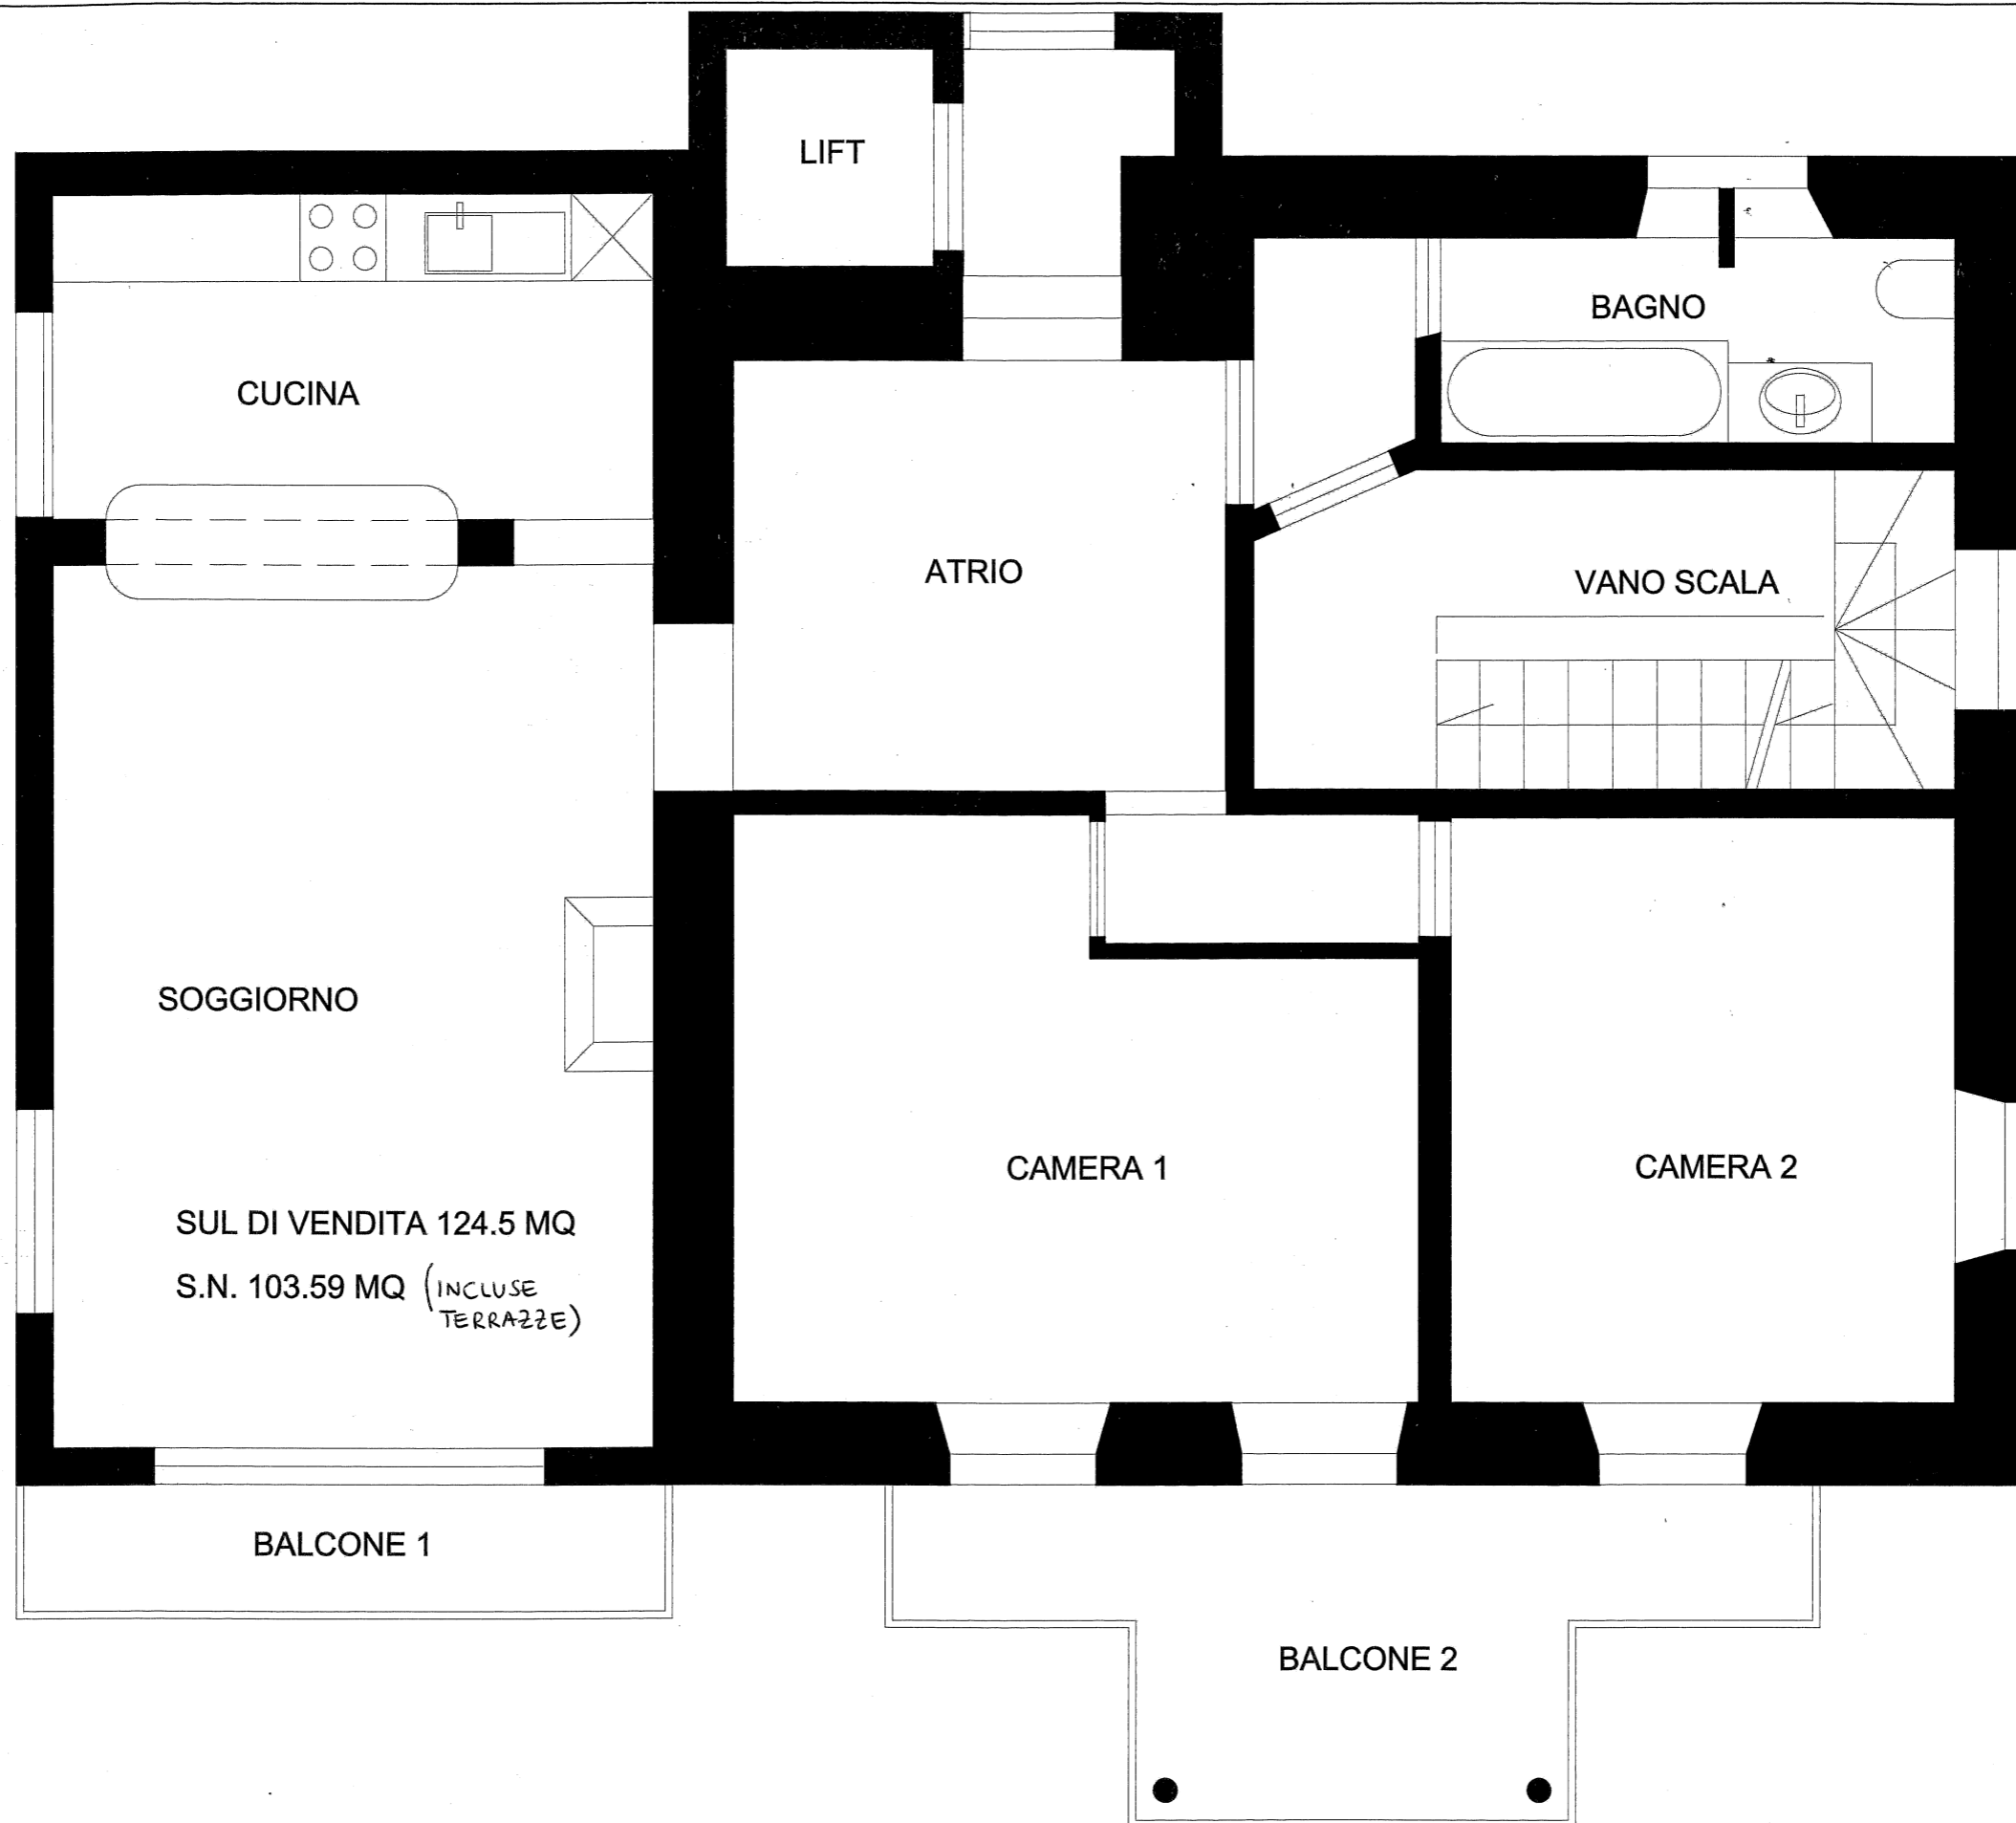 LIFT
BAGNO
CUCINA
ATRIO
VANO SCALA
SOGGIORNO
CAMERA 1
CAMERA 2
SUL DI VENDITA 124.5 MQ
S.N. 103.59 MQ (INCLUSE
TERRAZZE)
BALCONE 1
BALCONE 2